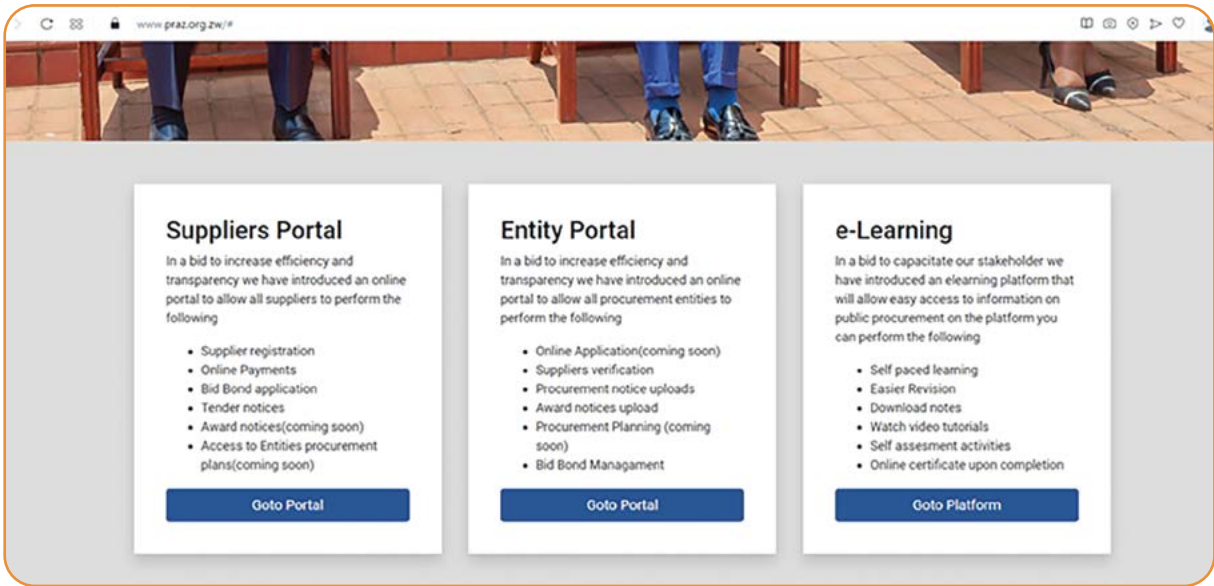 www.praz.org.zw/#
Suppliers Portal
In a bid to increase efficiency and
transparency we have introduced an online
portal to allow all suppliers to perform the
following
• Supplier registration
• Online Payments
• Bid Bond application
• Tender notices
• Award notices(coming soon)
• Access to Entities procurement
plans(coming soon)
Goto Portal
Entity Portal
In a bid to increase efficiency and
transparency we have introduced an online
portal to allow all procurement entities to
perform the following
• Online Application(coming soon)
• Suppliers verification
• Procurement notice uploads
• Award notices upload
• Procurement Planning (coming
soon)
• Bid Bond Managament
Goto Portal
e-Learning
In a bid to capacitate our stakeholder we
have introduced an elearning platform that
will allow easy access to information on
public procurement on the platform you
can perform the following
• Self paced learning
• Easier Revision
• Download notes
• Watch video tutorials
• Self assesment activities
• Online certificate upon completion
Goto Platform